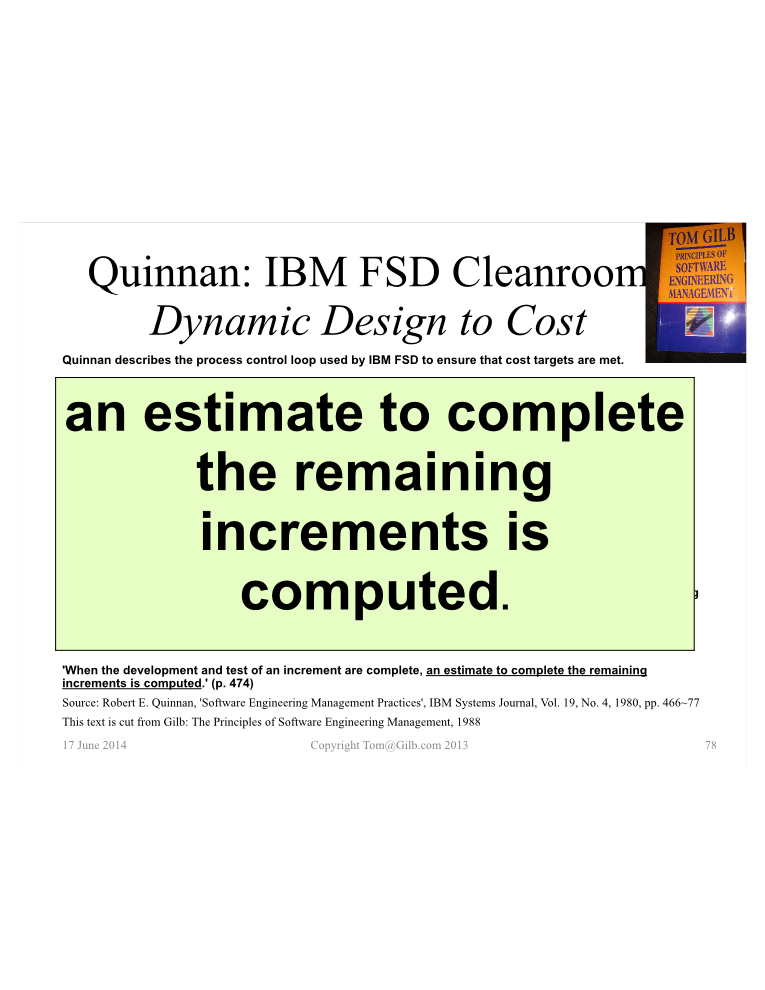 Quinnan: IBM FSD Cleanroom
Dynamic Design to Cost
TOM GILB
PRINCIPLES OF
SOFTWARE
ENGINEERING
MANAGEMENT
Quinnan describes the process control loop used by IBM FSD to ensure that cost targets are met.
an estimate to complete
the remaining
increments is
computed.
g
'When the development and test of an increment are complete, an estimate to complete the remaining
increments is computed.' (p. 474)
Source: Robert E. Quinnan, 'Software Engineering Management Practices', IBM Systems Journal, Vol. 19, No. 4, 1980, pp. 466~77
This text is cut from Gilb: The Principles of Software Engineering Management, 1988
17 June 2014
Copyright Tom@Gilb.com 2013
78